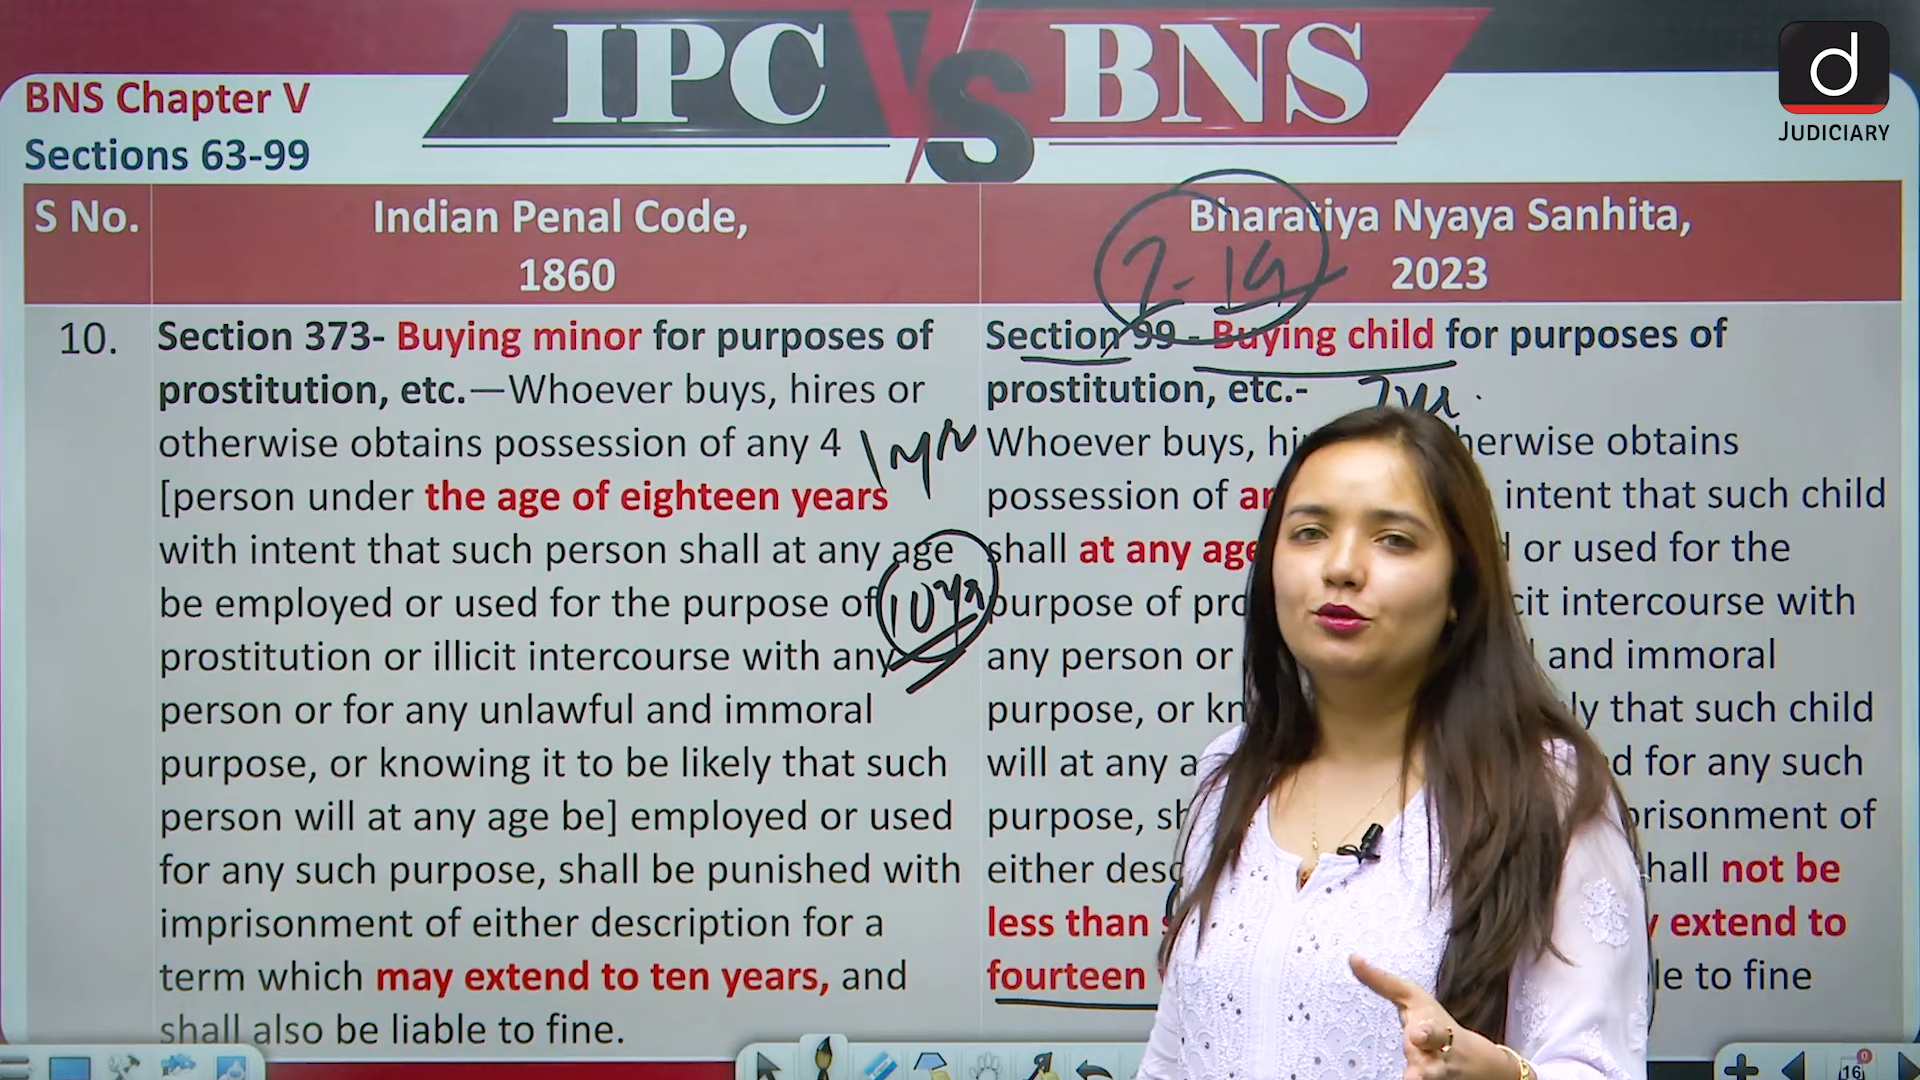 IPC VS BNS
d
JUDICIARY
BNS Chapter V
Sections 63-99
S No.
Indian Penal Code,
1860
Bharatiya Nyaya Sanhita,
2023
10.
Section 373- Buying minor for purposes of
prostitution, etc.—Whoever buys, hires or
otherwise obtains possession of any 4
[person under the age of eighteen years
with intent that such person shall at any age
be employed or used for the purpose of
prostitution or illicit intercourse with any
person or for any unlawful and immoral
purpose, or knowing it to be likely that such
person will at any age be] employed or used
for any such purpose, shall be punished with
imprisonment of either description for a
term which may extend to ten years, and
shall also be liable to fine.
10yr
7-14
Section 99 - Buying child for purposes of
prostitution, etc.-
Whoever buys, herwise obtains
possession of intent that such child
shall at any age or used for the
purpose of intercourse with
any person or and immoral
purpose, or that such child
will at any for any such
purpose, of
either hall not be
less than extend to
fourteen to fine
16
0